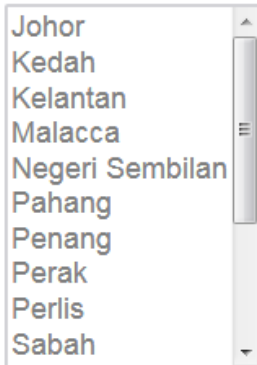 Johor
Kedah
Kelantan
Malacca
Negeri Sembilan
Pahang
Penang
Perak
Perlis
Sabah